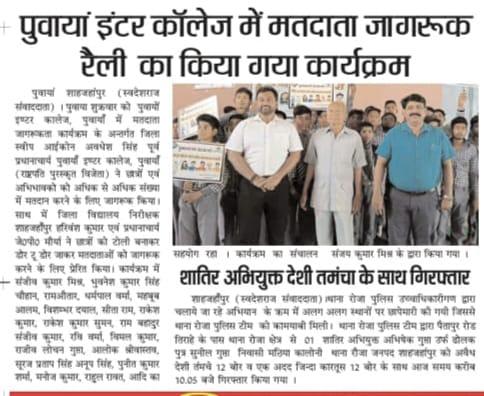 पुवायां इंटर कॉलेज में मतदाता जागरूक
रैली का किया गया कार्यक्रम
पुवायां शाहजहांपुर (स्वदेशराज
संवाददाता) । पुवाया शुक्रवार को पुवायाँ
इण्टर कालेज, पुवायाँ में मतदाता
जागरूकता कार्यक्रम के अन्तर्गत जिला
स्वीप आईकोन अवधेश सिंह पूर्व
प्रधानाचार्य पुवायाँ इण्टर कालेज, पुवायाँ
(राष्ट्रपति पुरस्कृत विजेता) ने छात्रों एवं
अभिभावको को अधिक से अधिक संख्या
में मतदान करने के लिए जागरूक किया।
साथ में जिला विद्यालय निरीक्षक
शाहजहाँपुर हरिवंश कुमार एवं प्रधानाचार्य
जे0पी0 मौर्या ने छात्रों को टोली बनाकर
डोर टू डोर जाकर मतदाताओं को जागरूक
करने के लिए प्रेरित किया। कार्यक्रम में
संजीव कुमार मिश्र, भुवनेश कुमार सिंह
चौहान, रामऔतार, धर्मपाल वर्मा, महबूब
आलम, विशम्भर दयाल, सीता राम, राकेश
कुमार, राकेश कुमार सुमन, राम बहादुर
संजीव कुमार, रवि वर्मा, विमल कुमार,
राजीव लोचन गुप्ता, आलोक श्रीवास्तव,
सूरज प्रताप सिंह अनूप सिंह, पुनीत कुमार
शर्मा, मनोज कुमार, राहुल रावत, आदि का
सहयोग रहा । कार्यक्रम का संचालन संजय कुमार मिश्र के द्वारा किया गया ।
शातिर अभियुक्त देशी तमंचा के साथ गिरफ्तार
शाहजहाँपुर (स्वदेशराज संवाददाता)।थाना रोजा पुलिस उच्चाधिकारीगण द्वारा
चलाये जा रहे अभियान के क्रम में अलग अलग स्थानों पर छापेमारी की गयी जिससे
थाना रोजा पुलिस टीम को कामयाबी मिली। थाना रोजा पुलिस टीम द्वारा पैतापुर रोड
तिराहे के पास थाना रोजा क्षेत्र से 01 शातिर अभियुक्त अभिषेक गुप्ता उर्फ ढोलक
पुत्र सुनील गुप्ता निवासी मठिया कालोनी थाना रौजा जनपद शाहजहाँपुर को अवैध
देशी तंमचे 12 बोर व एक अदद जिन्दा कारतूस 12 बोर के साथ आज समय करीब
10.05 बजे गिरफ्तार किया गया ।